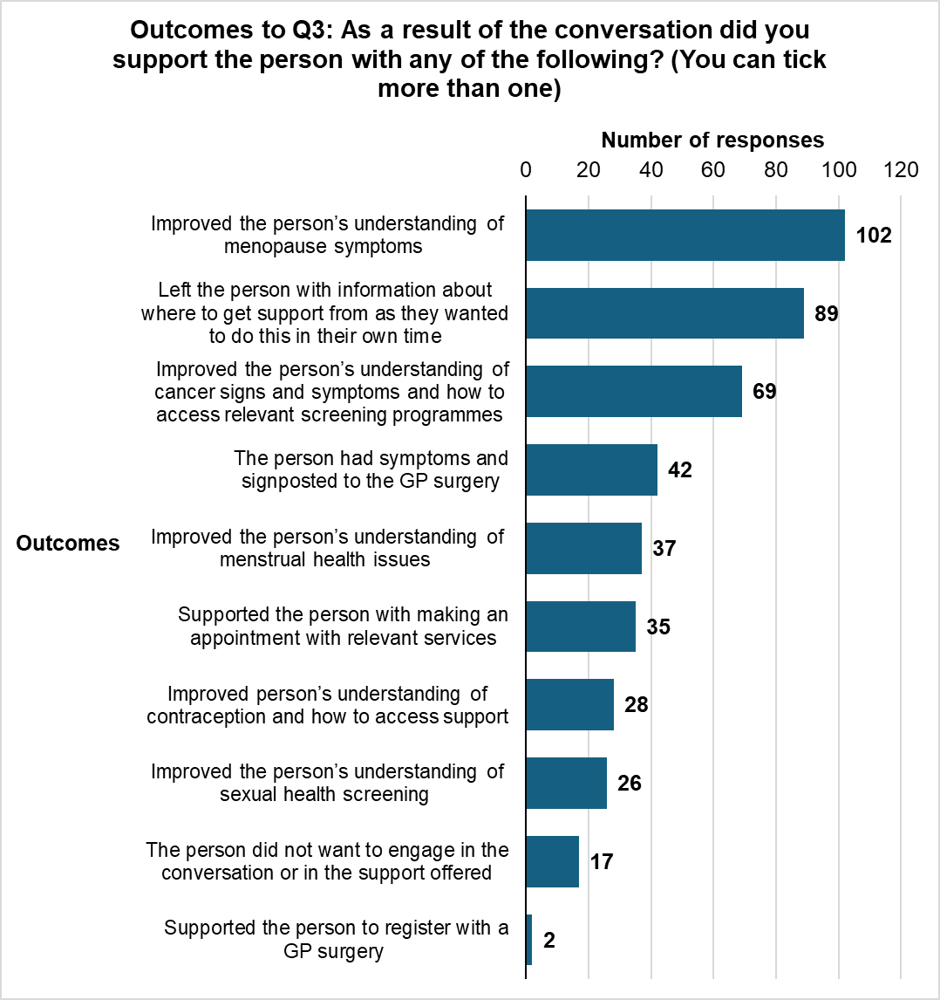 Outcomes to Q3: As a result of the conversation did you
support the person with any of the following? (You can tick
more than one)
Number of responses
0 20 40 60 80 100 120
Improved the person’s understanding of
menopause symptoms
102
Left the person with information about
where to get support from as they wanted
to do this in their own time
89
Improved the person’s understanding of
cancer signs and symptoms and how to
access relevant screening programmes
69
The person had symptoms and
signposted to the GP surgery
42
Outcomes
Improved the person’s understanding of
menstrual health issues
37
Supported the person with making an
appointment with relevant services
35
Improved person’s understanding of
contraception and how to access support
28
Improved the person’s understanding of
sexual health screening
26
The person did not want to engage in the
conversation or in the support offered
17
Supported the person to register with a
GP surgery
2